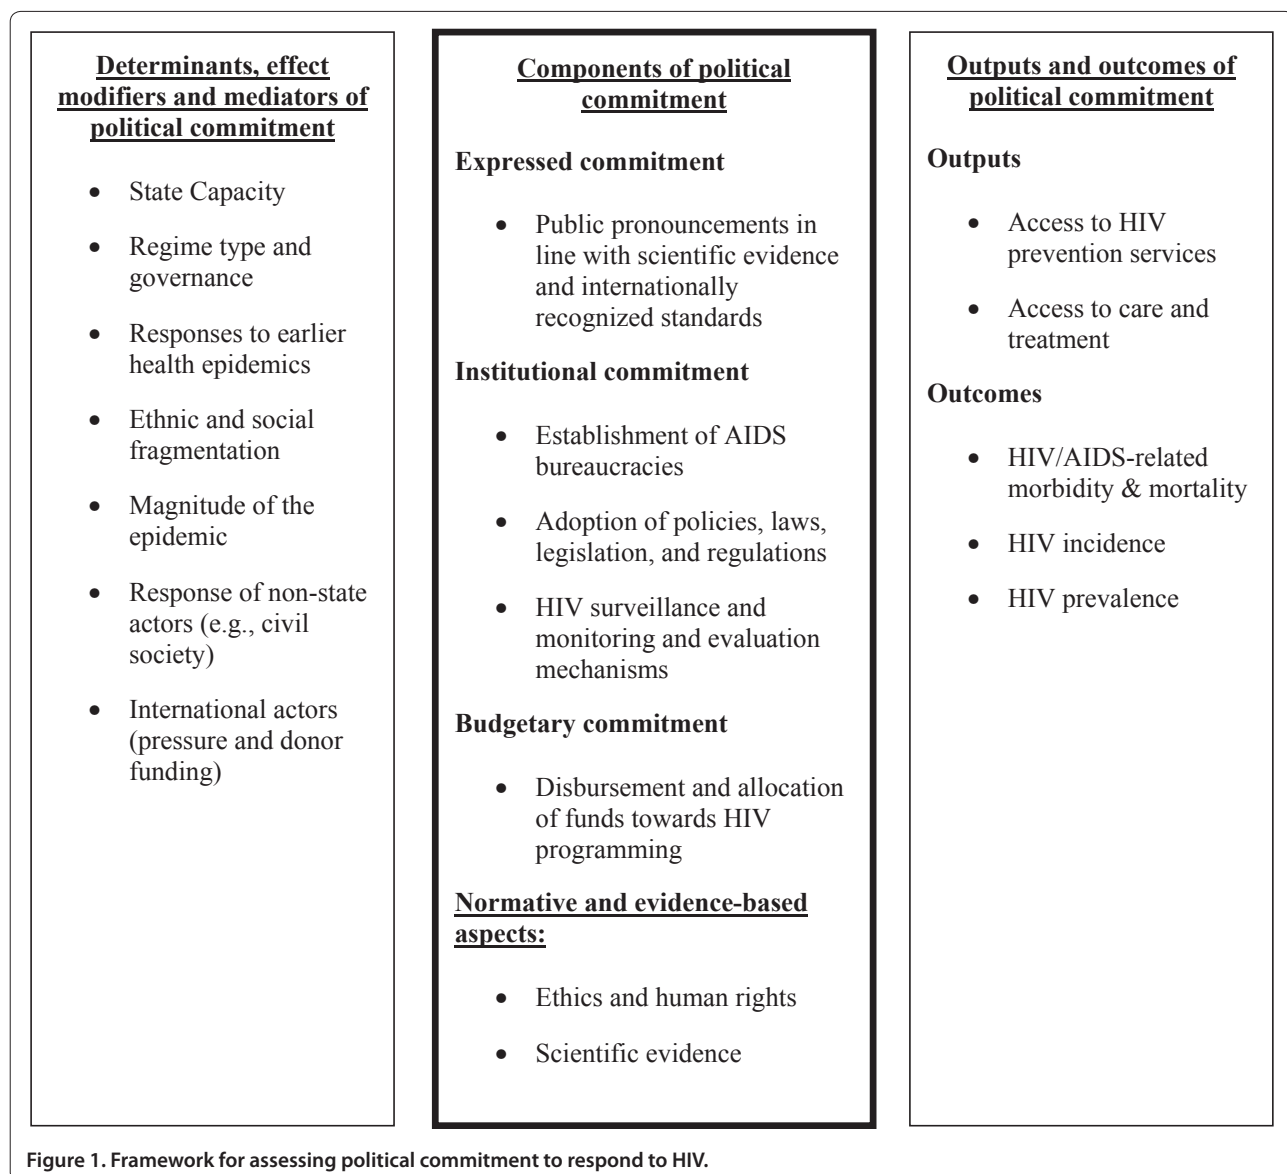 Determinants, effect
modifiers and mediators of
political commitment
• State Capacity
• Regime type and
governance
• Responses to earlier
health epidemics
• Ethnic and social
fragmentation
• Magnitude of the
epidemic
• Response of non-state
actors (e.g., civil
society)
• International actors
(pressure and donor
funding)
Components of political
commitment
Expressed commitment
• Public pronouncements in
line with scientific evidence
and internationally
recognized standards
Institutional commitment
• Establishment of AIDS
bureaucracies
• Adoption of policies, laws,
legislation, and regulations
• HIV surveillance and
monitoring and evaluation
mechanisms
Budgetary commitment
• Disbursement and allocation
of funds towards HIV
programming
Normative and evidence-based
aspects:
• Ethics and human rights
• Scientific evidence
Outputs and outcomes of
political commitment
Outputs
• Access to HIV
prevention services
• Access to care and
treatment
Outcomes
• HIV/AIDS-related
morbidity & mortality
• HIV incidence
• HIV prevalence
Figure 1. Framework for assessing political commitment to respond to HIV.